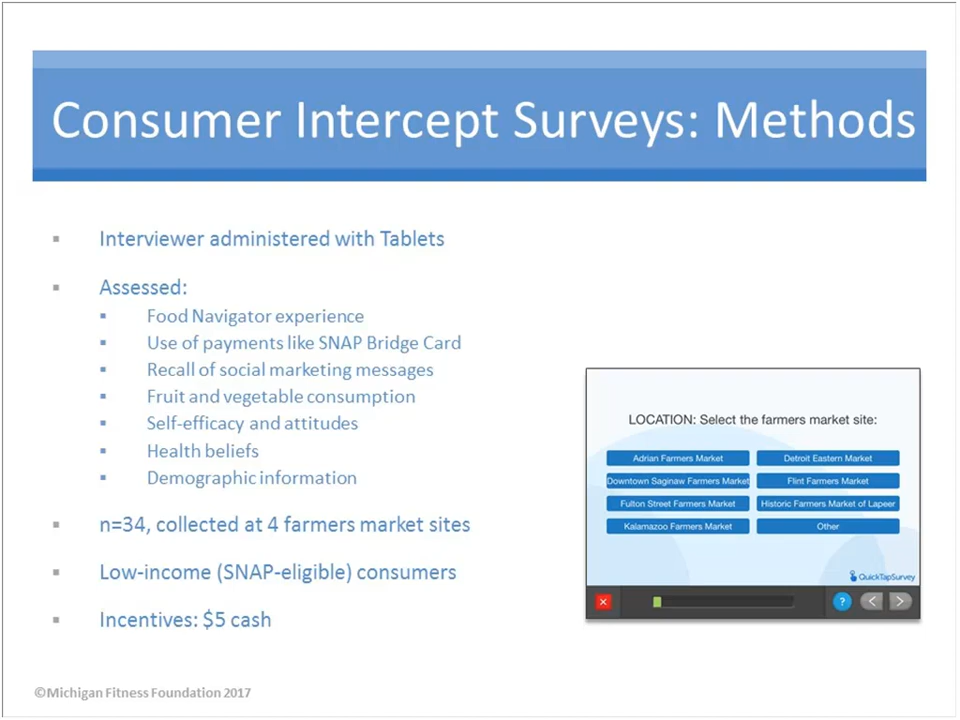 Consumer Intercept Surveys: Methods
Interviewer administered with Tablets
Assessed:
Food Navigator experience
Use of payments like SNAP Bridge Card
Recall of social marketing messages
Fruit and vegetable consumption
Self-efficacy and attitudes
Health beliefs
Demographic information
n=34, collected at 4 farmers market sites
Low-income (SNAP-eligible) consumers
Incentives: $5 cash
LOCATION: Select the farmers market site:
Adrian Farmers Market
Detroit Eastern Market
Downtown Saginaw Farmers Market
Flint Farmers Market
Fulton Street Farmers Market
Historic Farmers Market of Lapeer
Kalamazoo Farmers Market
Other
QuickTapSurvey
?
©Michigan Fitness Foundation 2017